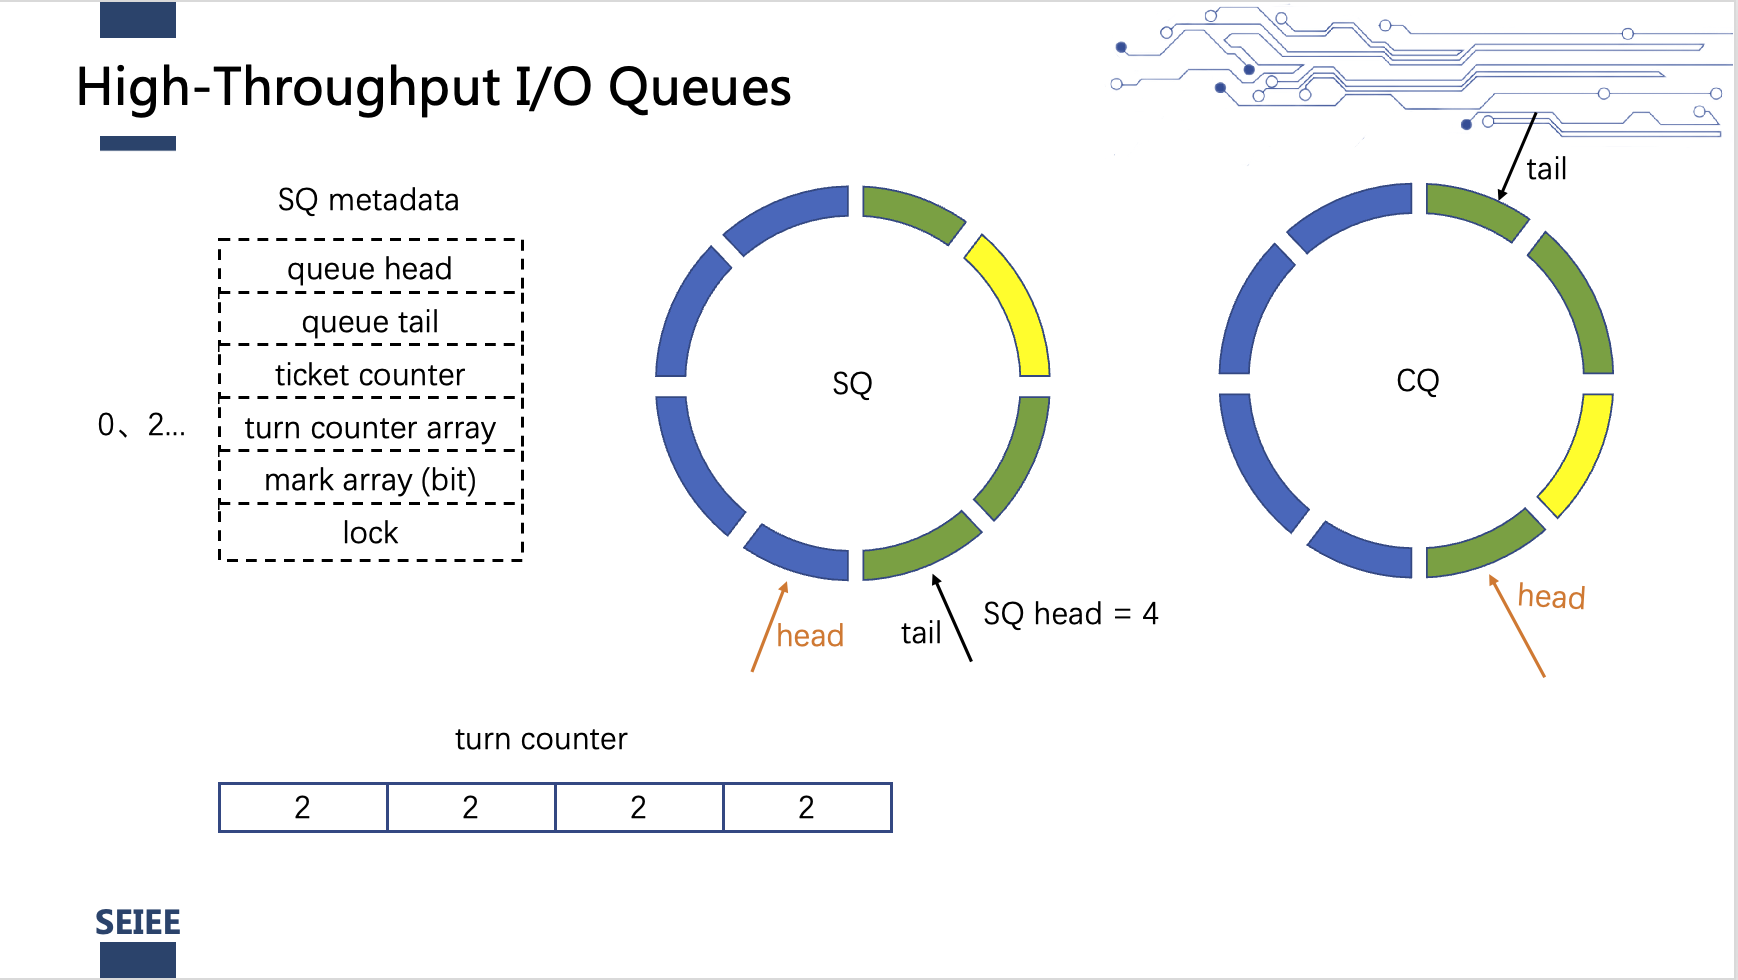 High-Throughput I/O Queues
tail
SQ metadata
queue head
queue tail
ticket counter
0、2...
turn counter array
mark array (bit)
lock
SQ
CQ
head
tail
SQ head = 4
head
turn counter
2 2 2 2
SEIEE